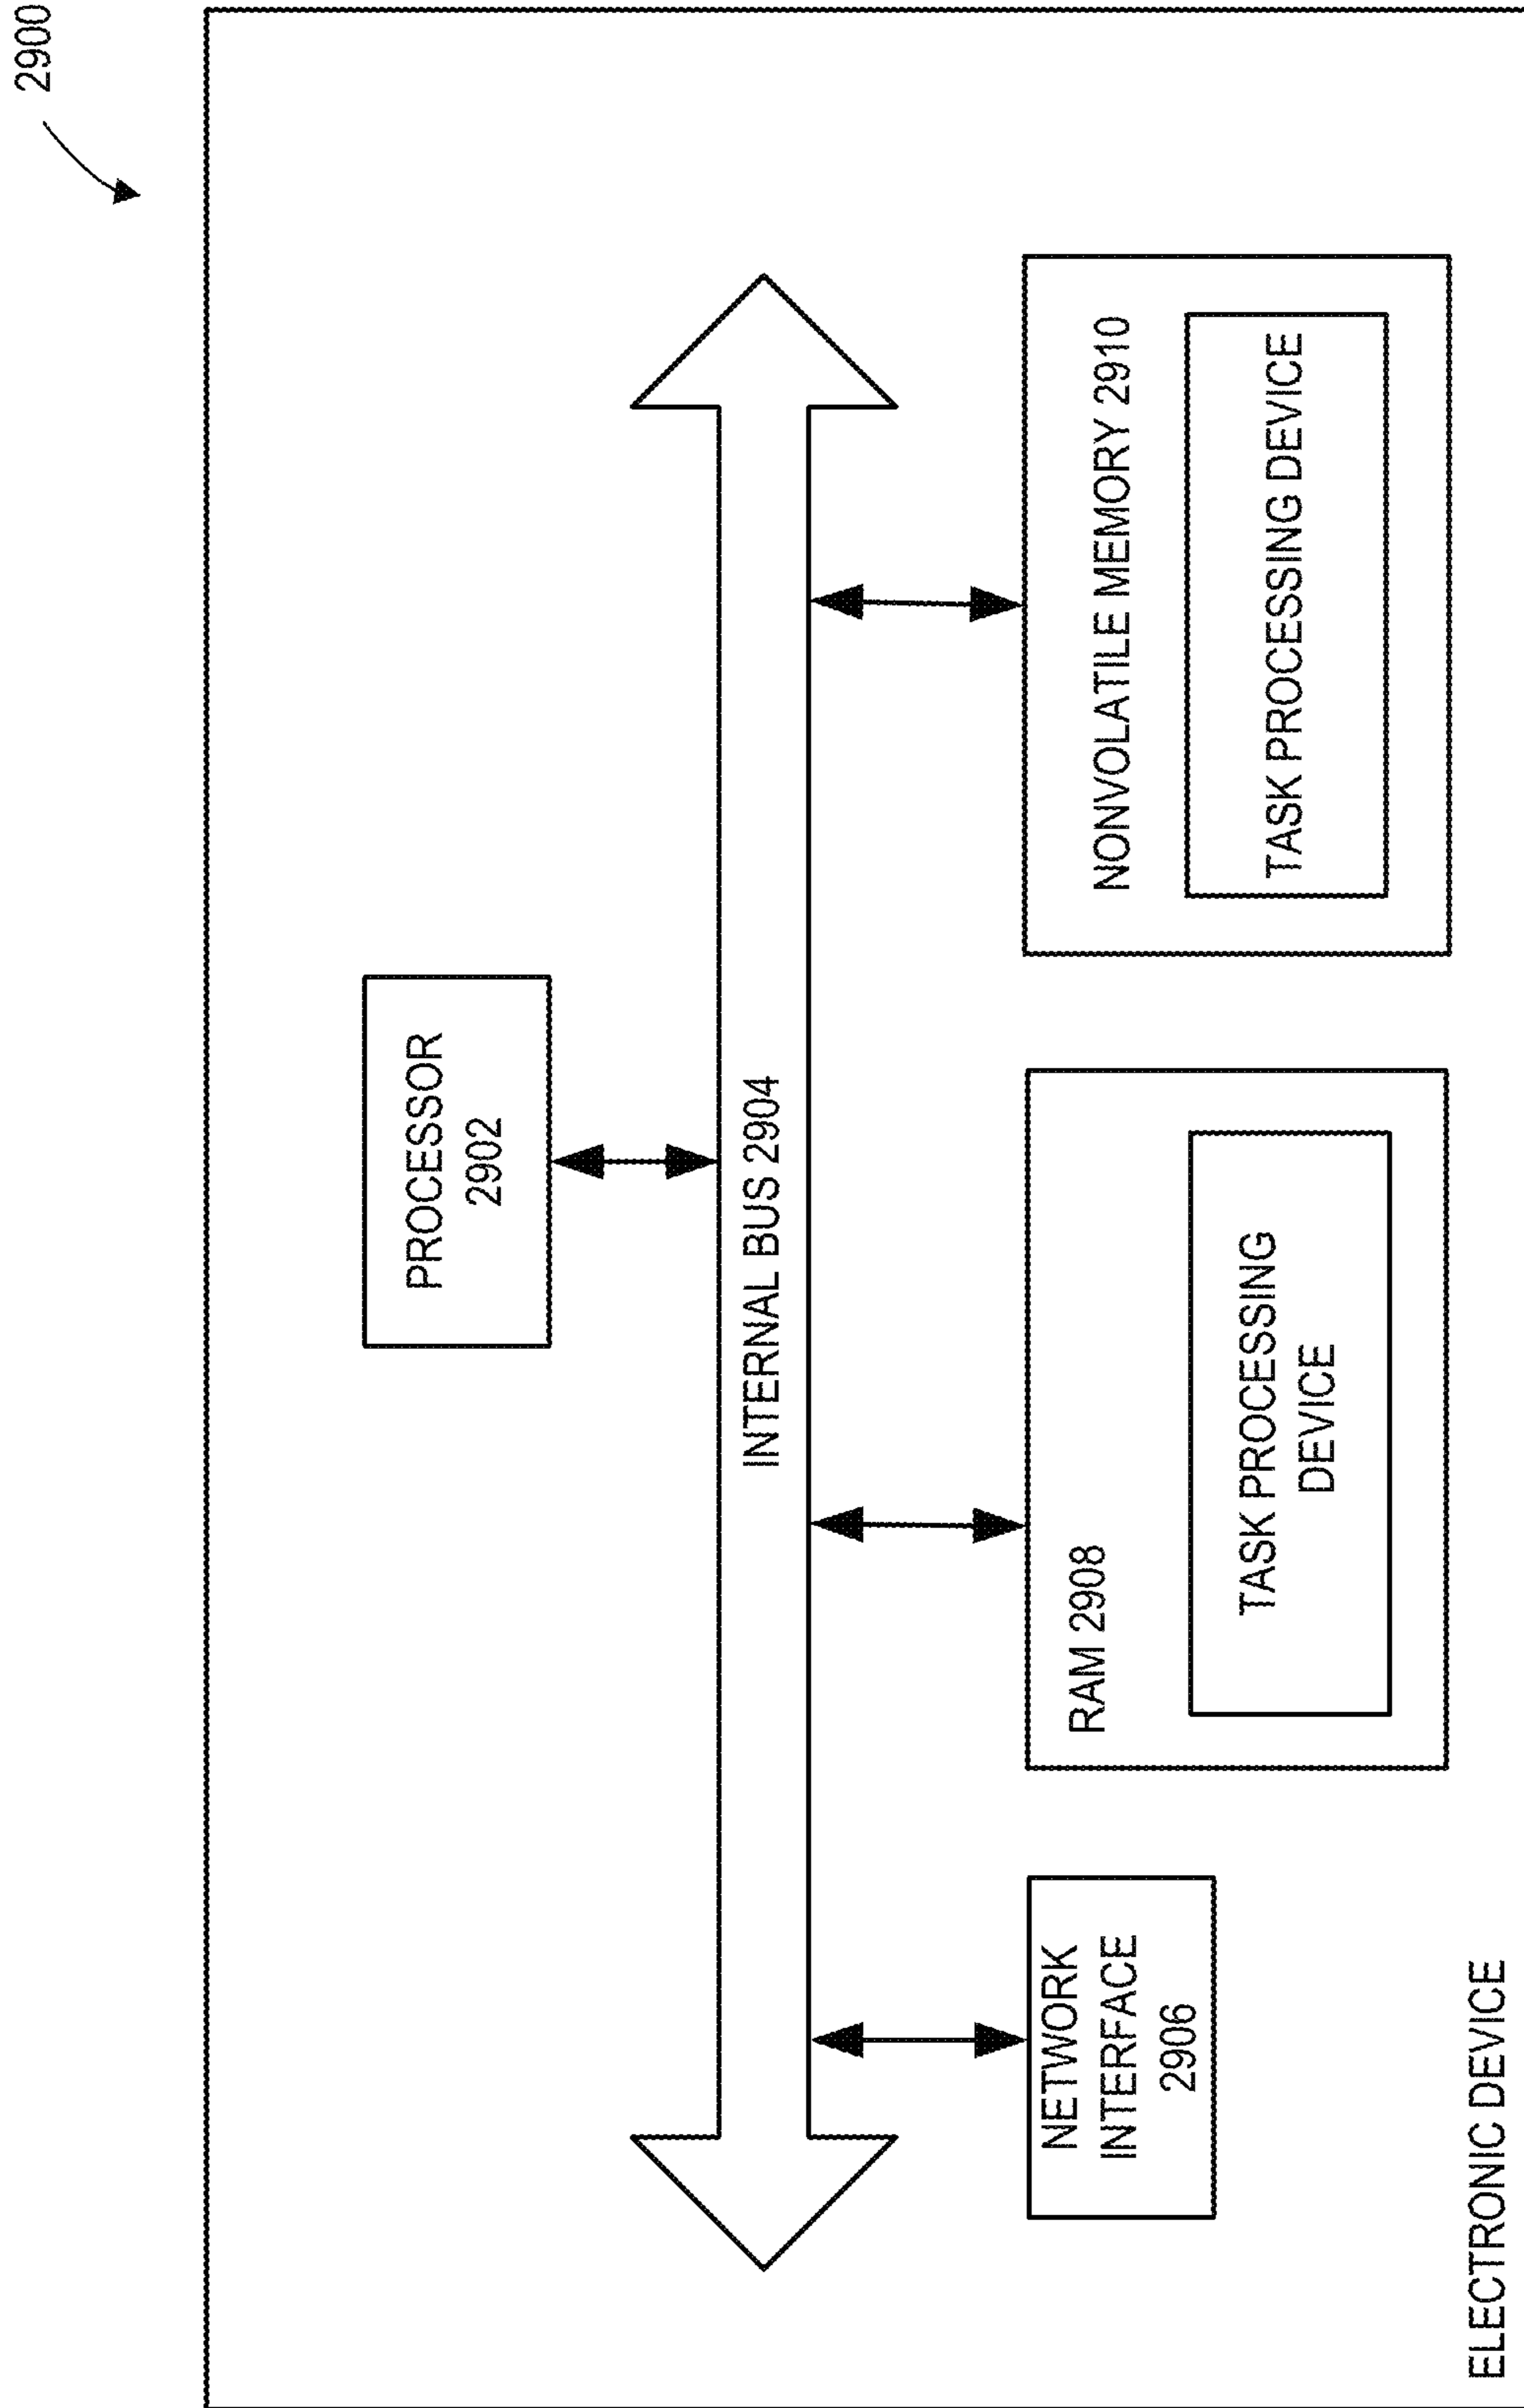 2900
PROCESSOR
2902
INTERNAL BUS 2904
NETWORK
INTERFACE
2906
RAM 2908
TASK PROCESSING
DEVICE
NONVOLATILE MEMORY 2910
TASK PROCESSING DEVICE
ELECTRONIC DEVICE